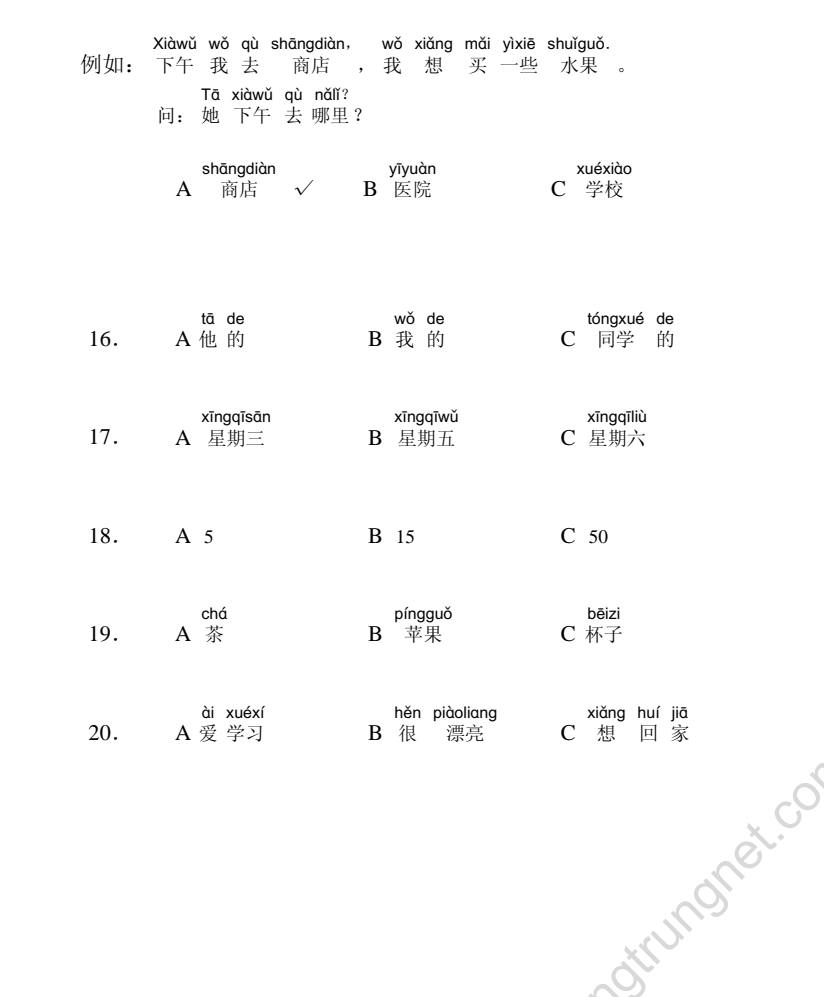 Xiàwǔ wǒ qù shāngdiàn， wǒ xiǎng mǎi yìxiē shuǐguǒ.
例如： 下午 我 去 商店 ，我 想 买 一些 水果 。
Tā xiàwǔ qù nǎlǐ?
问： 她 下午 去 哪里？
shāngdiàn yīyuàn xuéxiào
A 商店 ✓ B 医院 C 学校
tā de wǒ de tóngxué de
16． A 他 的 B 我 的 C 同学 的
xīngqīsān xīngqīwǔ xīngqīliù
17． A 星期三 B 星期五 C 星期六
18． A 5 B 15 C 50
chá píngguǒ bēizi
19． A 茶 B 苹果 C 杯子
ài xuéxí hěn piàoliang xiǎng huí jiā
20． A 爱 学习 B 很 漂亮 C 想 回 家